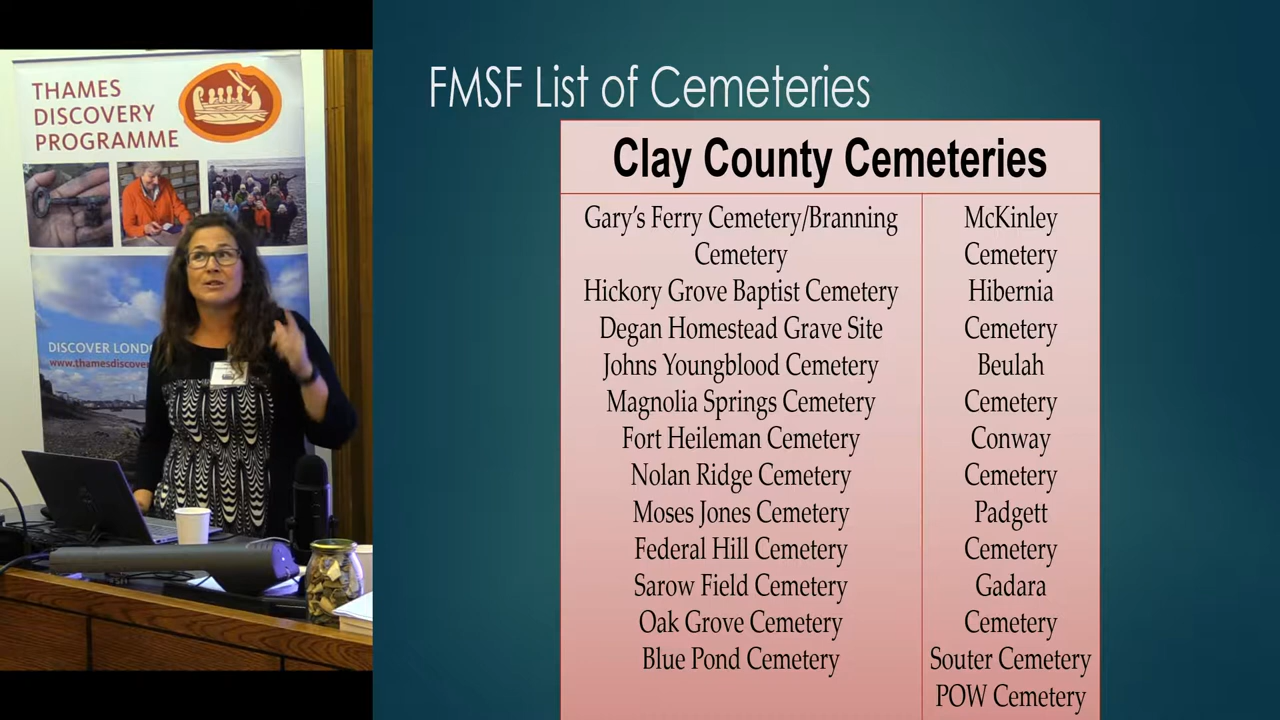 THAMES
DISCOVERY
PROGRAMME
DISCOVER LOND
www.thamesdiscover
FMSF List of Cemeteries
Clay County Cemeteries
Gary's Ferry Cemetery/Branning
Cemetery
Hickory Grove Baptist Cemetery
Degan Homestead Grave Site
Johns Youngblood Cemetery
Magnolia Springs Cemetery
Fort Heileman Cemetery
Nolan Ridge Cemetery
Moses Jones Cemetery
Federal Hill Cemetery
Sarow Field Cemetery
Oak Grove Cemetery
Blue Pond Cemetery
McKinley
Cemetery
Hibernia
Cemetery
Beulah
Cemetery
Conway
Cemetery
Padgett
Cemetery
Gadara
Cemetery
Souter Cemetery
POW Cemetery